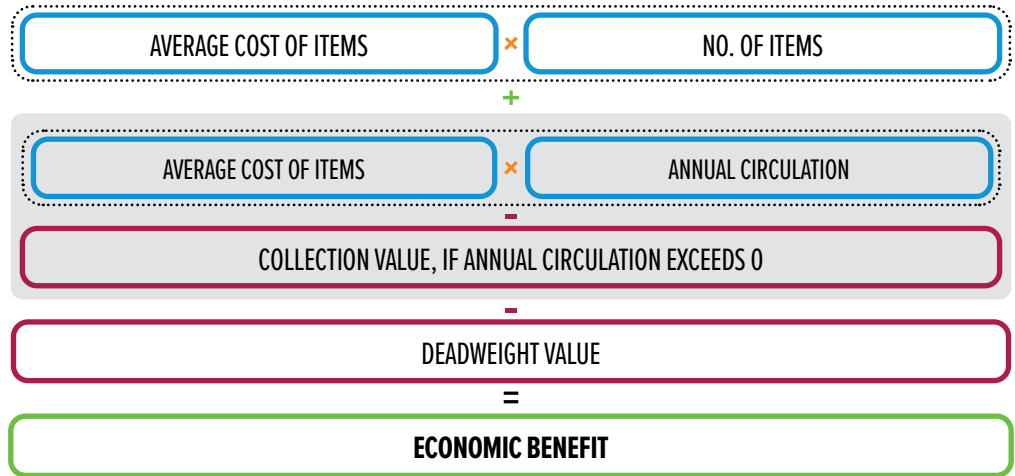 AVERAGE COST OF ITEMS × NO. OF ITEMS
+
AVERAGE COST OF ITEMS × ANNUAL CIRCULATION
-
COLLECTION VALUE, IF ANNUAL CIRCULATION EXCEEDS 0
-
DEADWEIGHT VALUE
=
ECONOMIC BENEFIT